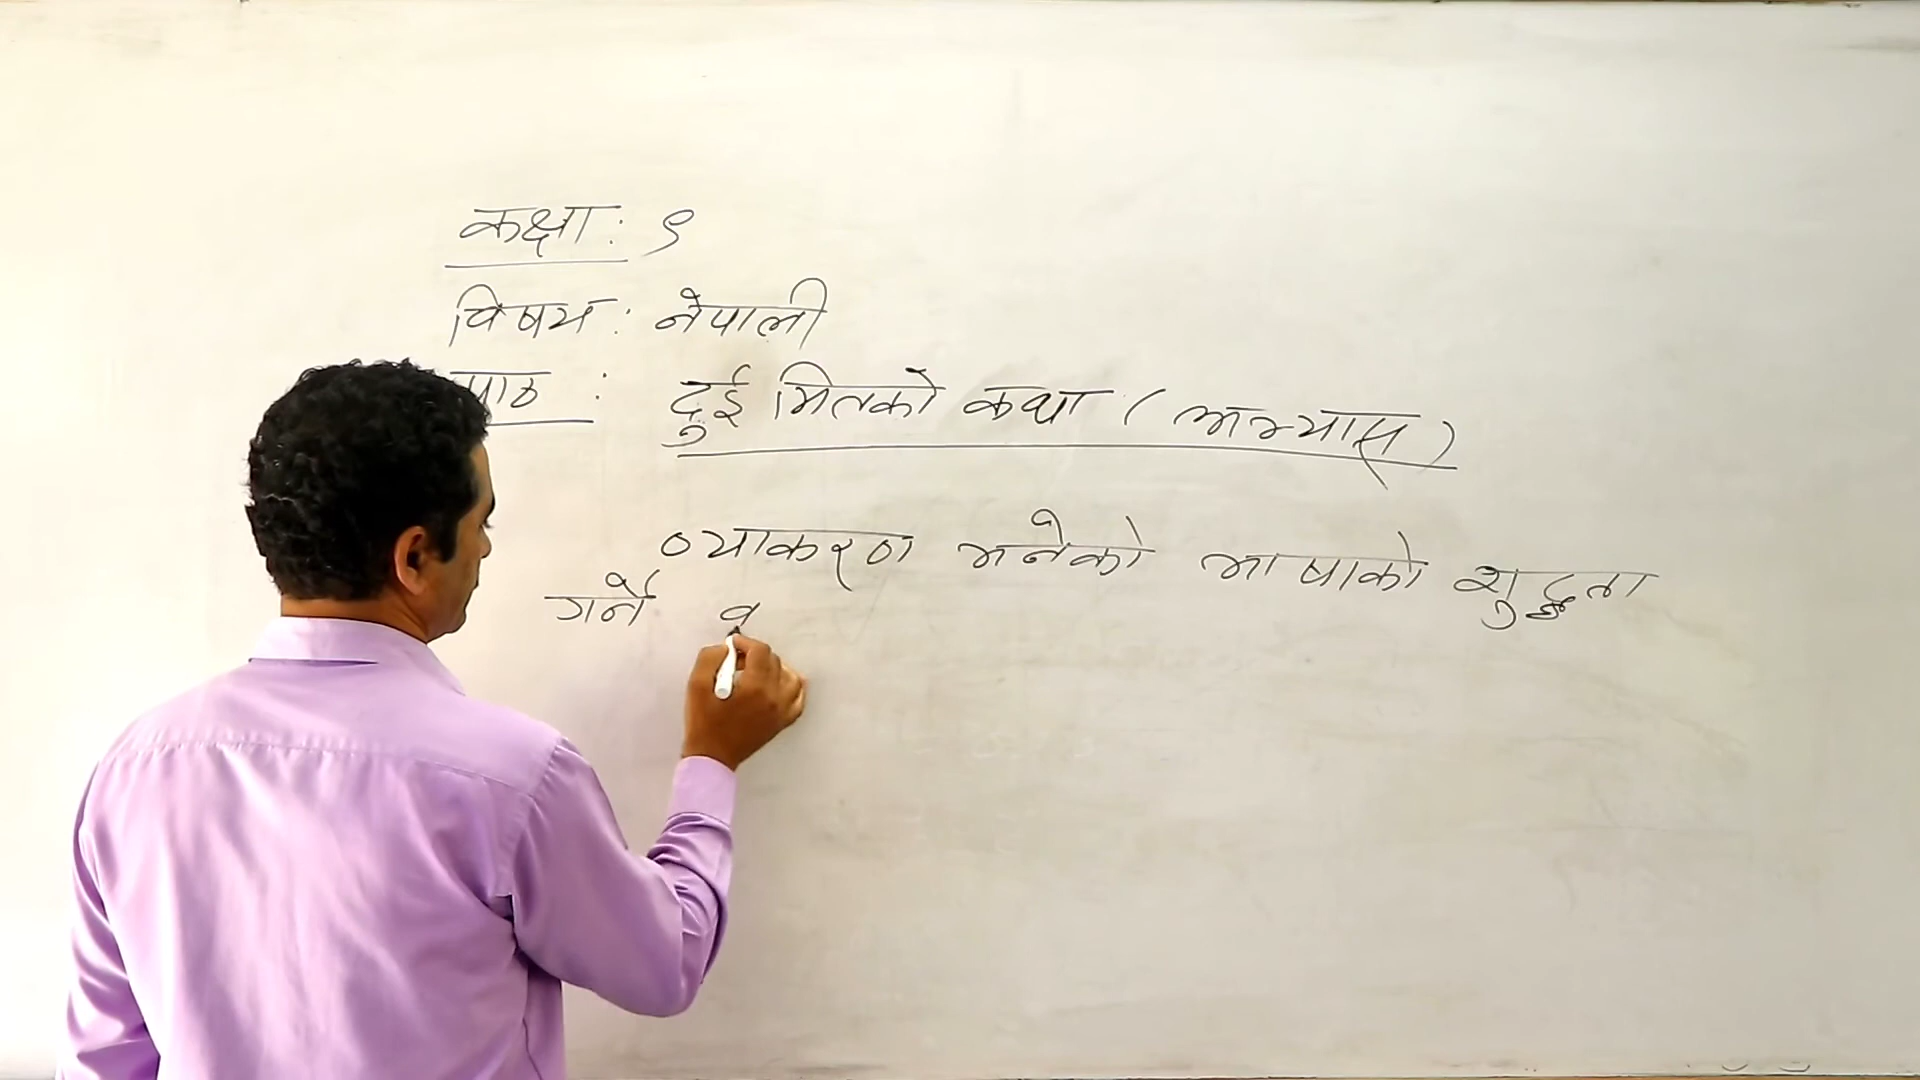 कक्षा: ९
विषय: नेपाली
पाठ : दुई मितको कथा (अभ्यास)
व्याकरण भनेको भाषाको शुद्धता
गर्ने व